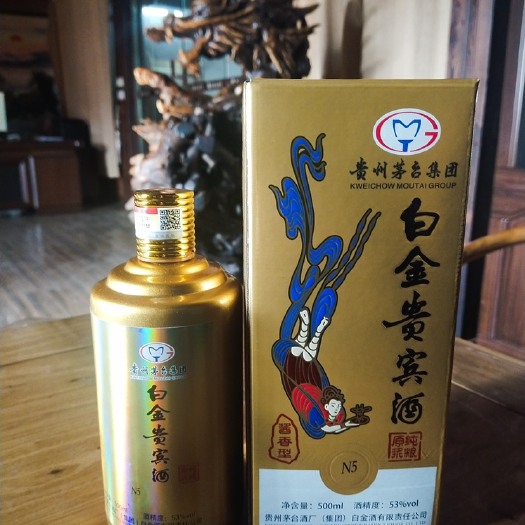 贵州茅台集团
KWEICHOW MOUTAI GROUP
白金贵宾酒
酱香型
纯粮
原浆
N5
净含量：500ml 酒精度：53%vol
贵州茅台酒厂（集团）白金酒有限责任公司
贵州茅台集团
白金贵宾酒
N5